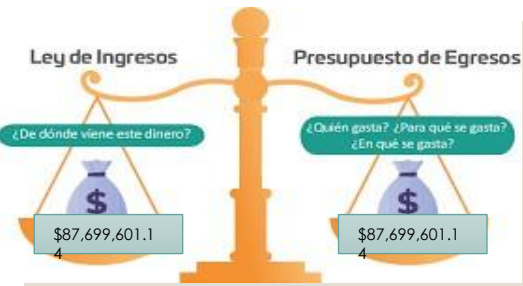 Ley de Ingresos
Presupuesto de Egresos
¿De dónde viene este dinero?
¿Quién gasta? ¿Para qué se gasta?
¿En qué se gasta?
$
$
$87,699,601.1
4
$87,699,601.1
4